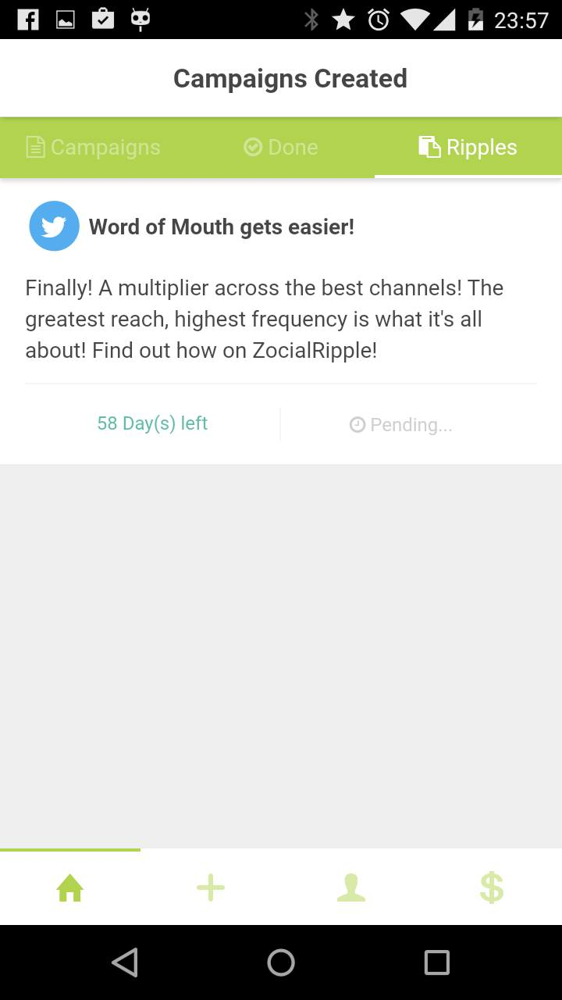 23:57
Campaigns Created
Campaigns
Done
Ripples
Word of Mouth gets easier!
Finally! A multiplier across the best channels! The
greatest reach, highest frequency is what it's all
about! Find out how on ZocialRipple!
58 Day(s) left
Pending...